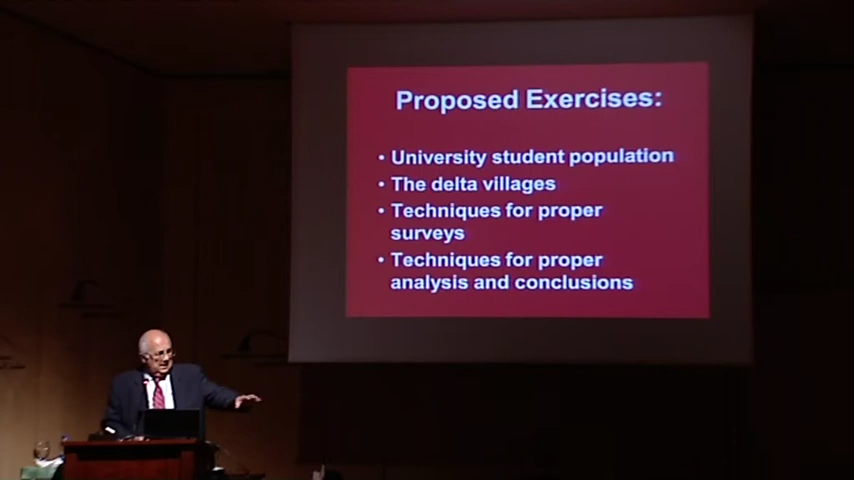 Proposed Exercises:
• University student population
• The delta villages
• Techniques for proper
surveys
• Techniques for proper
analysis and conclusions